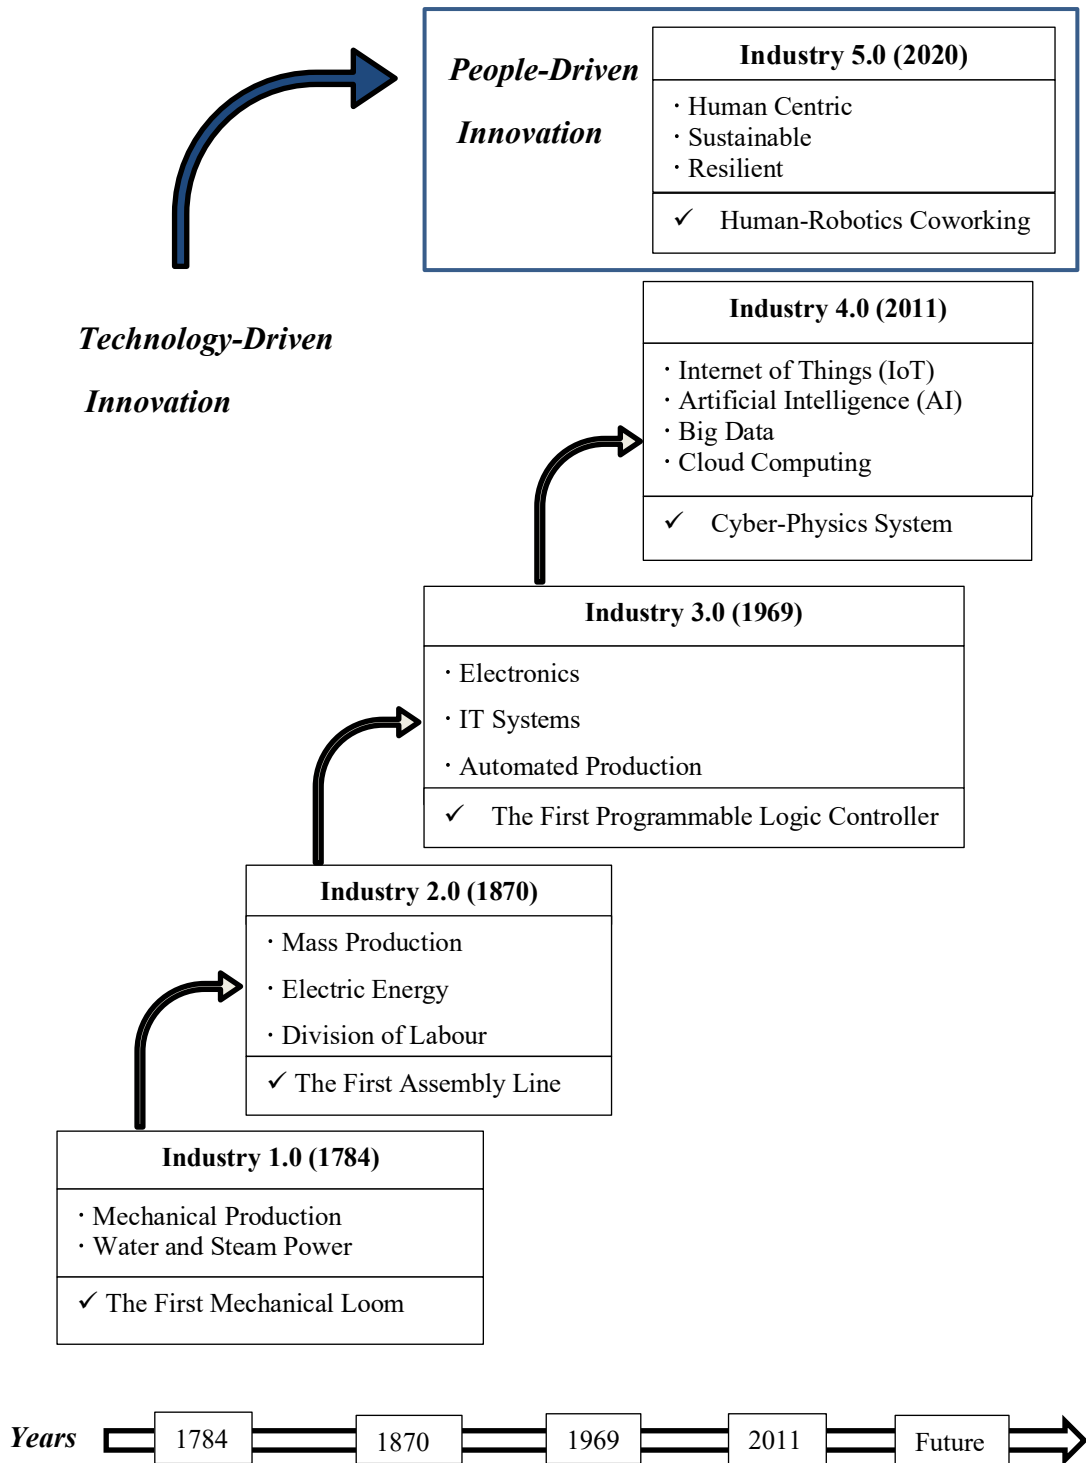 People-Driven
Innovation
Industry 5.0 (2020)
· Human Centric
· Sustainable
· Resilient
✓ Human-Robotics Coworking
Technology-Driven
Innovation
Industry 4.0 (2011)
· Internet of Things (IoT)
· Artificial Intelligence (AI)
· Big Data
· Cloud Computing
✓ Cyber-Physics System
Industry 3.0 (1969)
· Electronics
· IT Systems
· Automated Production
✓ The First Programmable Logic Controller
Industry 2.0 (1870)
· Mass Production
· Electric Energy
· Division of Labour
✓ The First Assembly Line
Industry 1.0 (1784)
· Mechanical Production
· Water and Steam Power
✓ The First Mechanical Loom
Years 1784 1870 1969 2011 Future